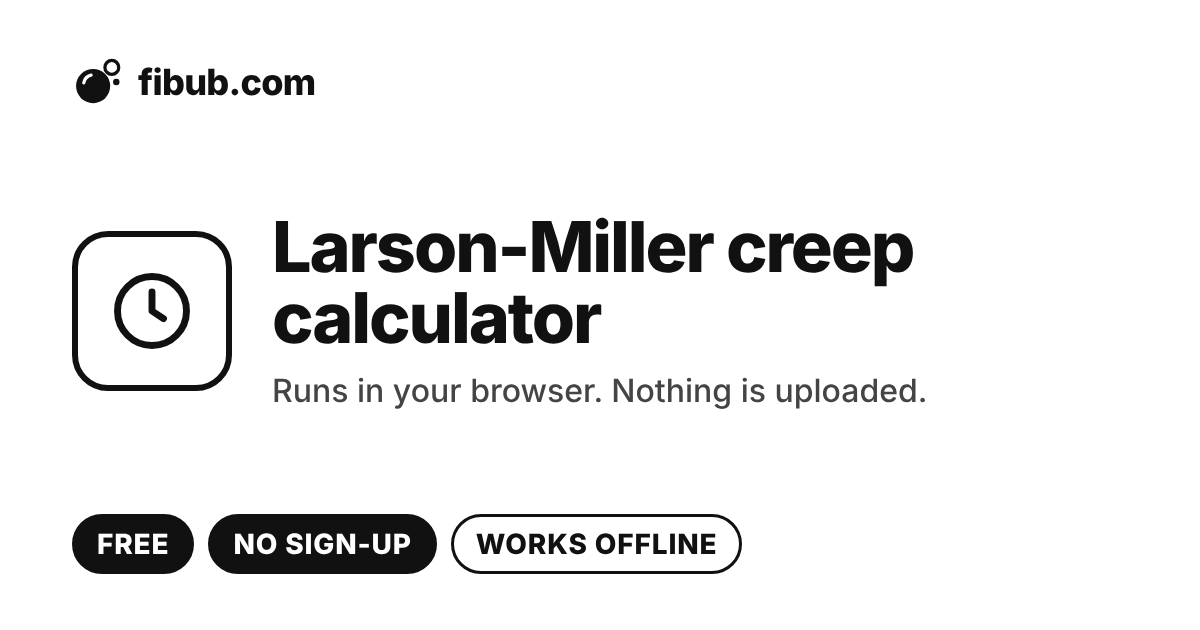 fibub.com
Larson-Miller creep
calculator
Runs in your browser. Nothing is uploaded.
FREE
NO SIGN-UP
WORKS OFFLINE